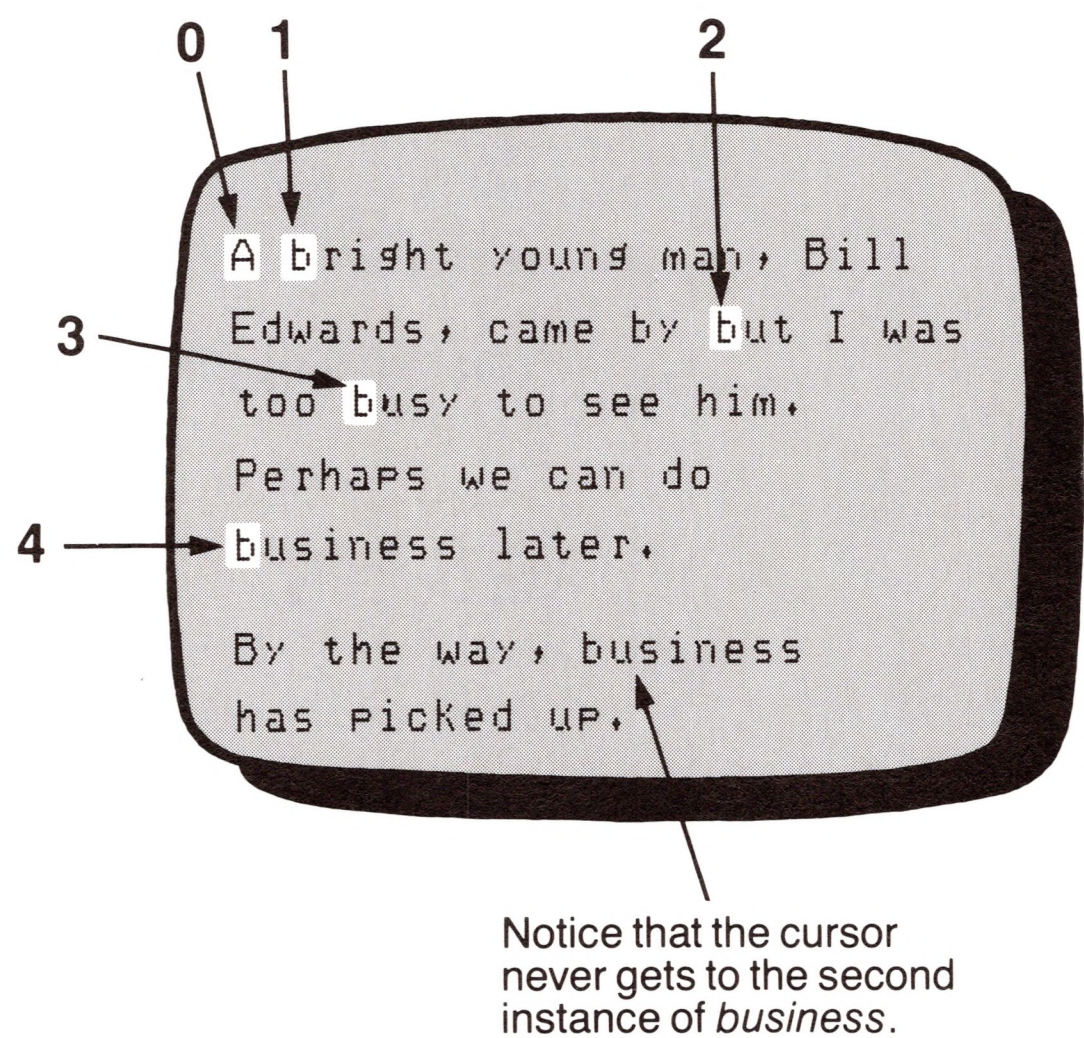 0 1 2
A bright young man, Bill
Edwards, came by but I was
3
too busy to see him.
Perhaps we can do
4
business later.
By the way, business
has picked up.
Notice that the cursor
never gets to the second
instance of business.